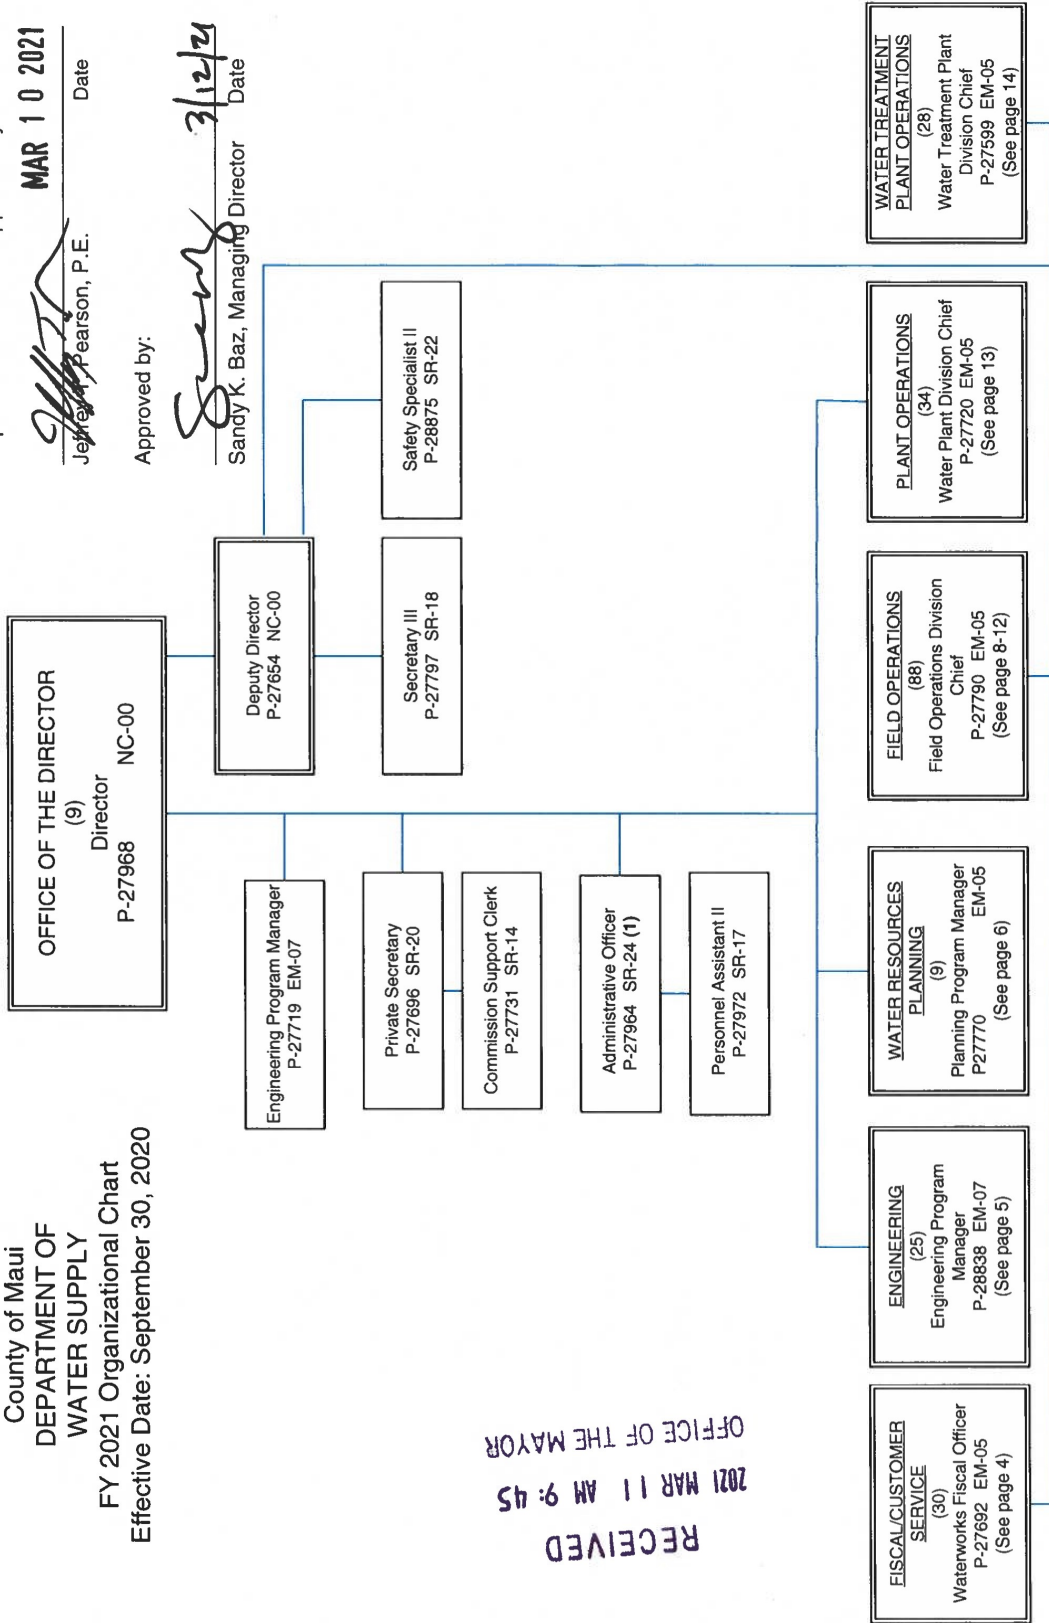 County of Maui
DEPARTMENT OF
WATER SUPPLY
FY 2021 Organizational Chart
Effective Date: September 30, 2020
OFFICE OF THE DIRECTOR
(9)
Director
P-27968 NC-00
MAR 10 2021
Pearson, P.E.
Date
Approved by:
3/12/21
Sandy K. Baz, Managing Director Date
Deputy Director
P-27654 NC-00
Secretary III
P-27797 SR-18
Safety Specialist II
P-28875 SR-22
Engineering Program Manager
P-27719 EM-07
Private Secretary
P-27696 SR-20
Commission Support Clerk
P-27731 SR-14
Administrative Officer
P-27964 SR-24 (1)
Personnel Assistant II
P-27972 SR-17
RECEIVED
2021 MAR 11 AM 9:45
OFFICE OF THE MAYOR
FISCAL/CUSTOMER
SERVICE
(30)
Waterworks Fiscal Officer
P-27692 EM-05
(See page 4)
ENGINEERING
(25)
Engineering Program
Manager
P-28838 EM-07
(See page 5)
WATER RESOURCES
PLANNING
(9)
Planning Program Manager
P27770 EM-05
(See page 6)
FIELD OPERATIONS
(88)
Field Operations Division
Chief
P-27790 EM-05
(See page 8-12)
PLANT OPERATIONS
(34)
Water Plant Division Chief
P-27720 EM-05
(See page 13)
WATER TREATMENT
PLANT OPERATIONS
(28)
Water Treatment Plant
Division Chief
P-27599 EM-05
(See page 14)